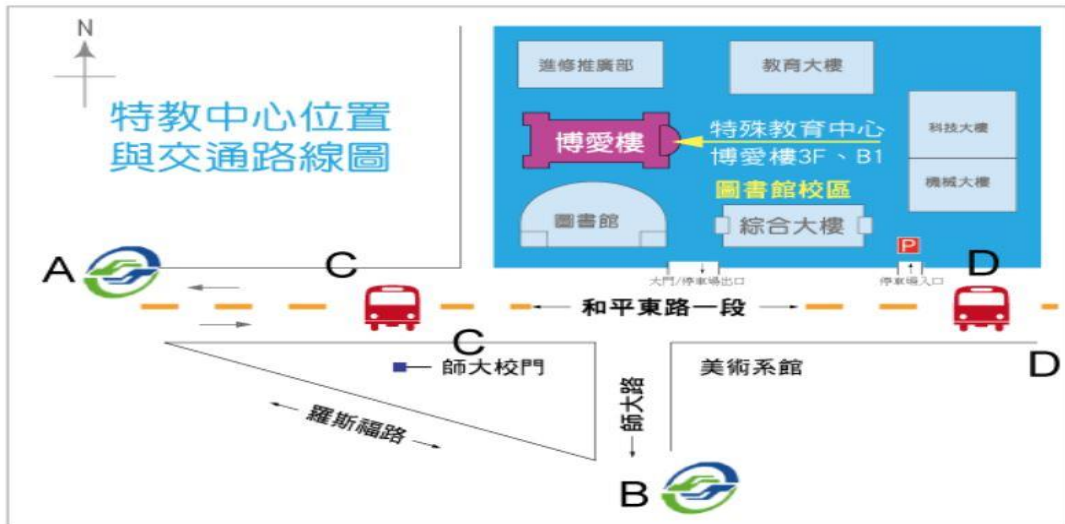 N
特教中心位置
與交通路線圖
進修推廣部
教育大樓
博愛樓
特殊教育中心
博愛樓3F、B1
科技大樓
機械大樓
圖書館校區
圖書館
綜合大樓
P
大門/停車場出口
停車場入口
A
C
D
和平東路一段
C
師大校門
美術系館
D
羅斯福路
師大路
B